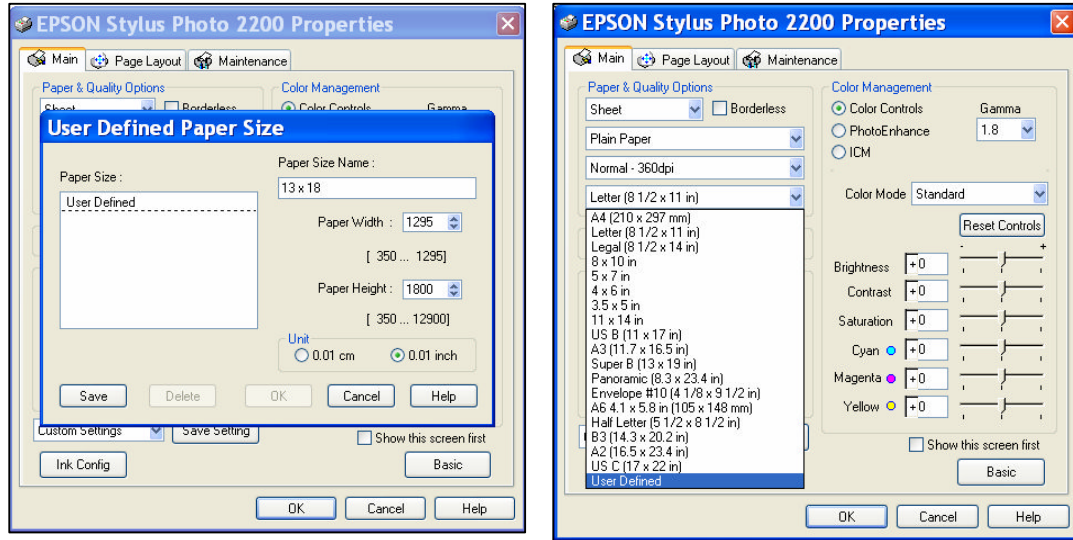 EPSON Stylus Photo 2200 Properties
Main
Page Layout
Maintenance
Paper & Quality Options
Color Management
Sheet
Borderless
Color Controls
Gamma
User Defined Paper Size
Paper Size :
User Defined
Paper Size Name :
13 x 18
Paper Width : 1295
[ 350 ... 1295]
Paper Height : 1800
[ 350 ... 12900]
Unit
0.01 cm
0.01 inch
Save
Delete
OK
Cancel
Help
Custom Settings
Save Setting
Show this screen first
Ink Config
Basic
OK
Cancel
Help
EPSON Stylus Photo 2200 Properties
Main
Page Layout
Maintenance
Paper & Quality Options
Sheet
Borderless
Plain Paper
Normal - 360dpi
Letter (8 1/2 x 11 in)
A4 (210 x 297 mm)
Letter (8 1/2 x 11 in)
Legal (8 1/2 x 14 in)
8 x 10 in
5 x 7 in
4 x 6 in
3.5 x 5 in
11 x 14 in
US B (11 x 17 in)
A3 (11.7 x 16.5 in)
Super B (13 x 19 in)
Panoramic (8.3 x 23.4 in)
Envelope #10 (4 1/8 x 9 1/2 in)
A6 4.1 x 5.8 in (105 x 148 mm)
Half Letter (5 1/2 x 8 1/2 in)
B3 (14.3 x 20.2 in)
A2 (16.5 x 23.4 in)
US C (17 x 22 in)
User Defined
Color Management
Color Controls
Gamma
PhotoEnhance
1.8
ICM
Color Mode Standard
Reset Controls
- +
Brightness +0
Contrast +0
Saturation +0
Cyan +0
Magenta +0
Yellow +0
Show this screen first
Basic
OK
Cancel
Help